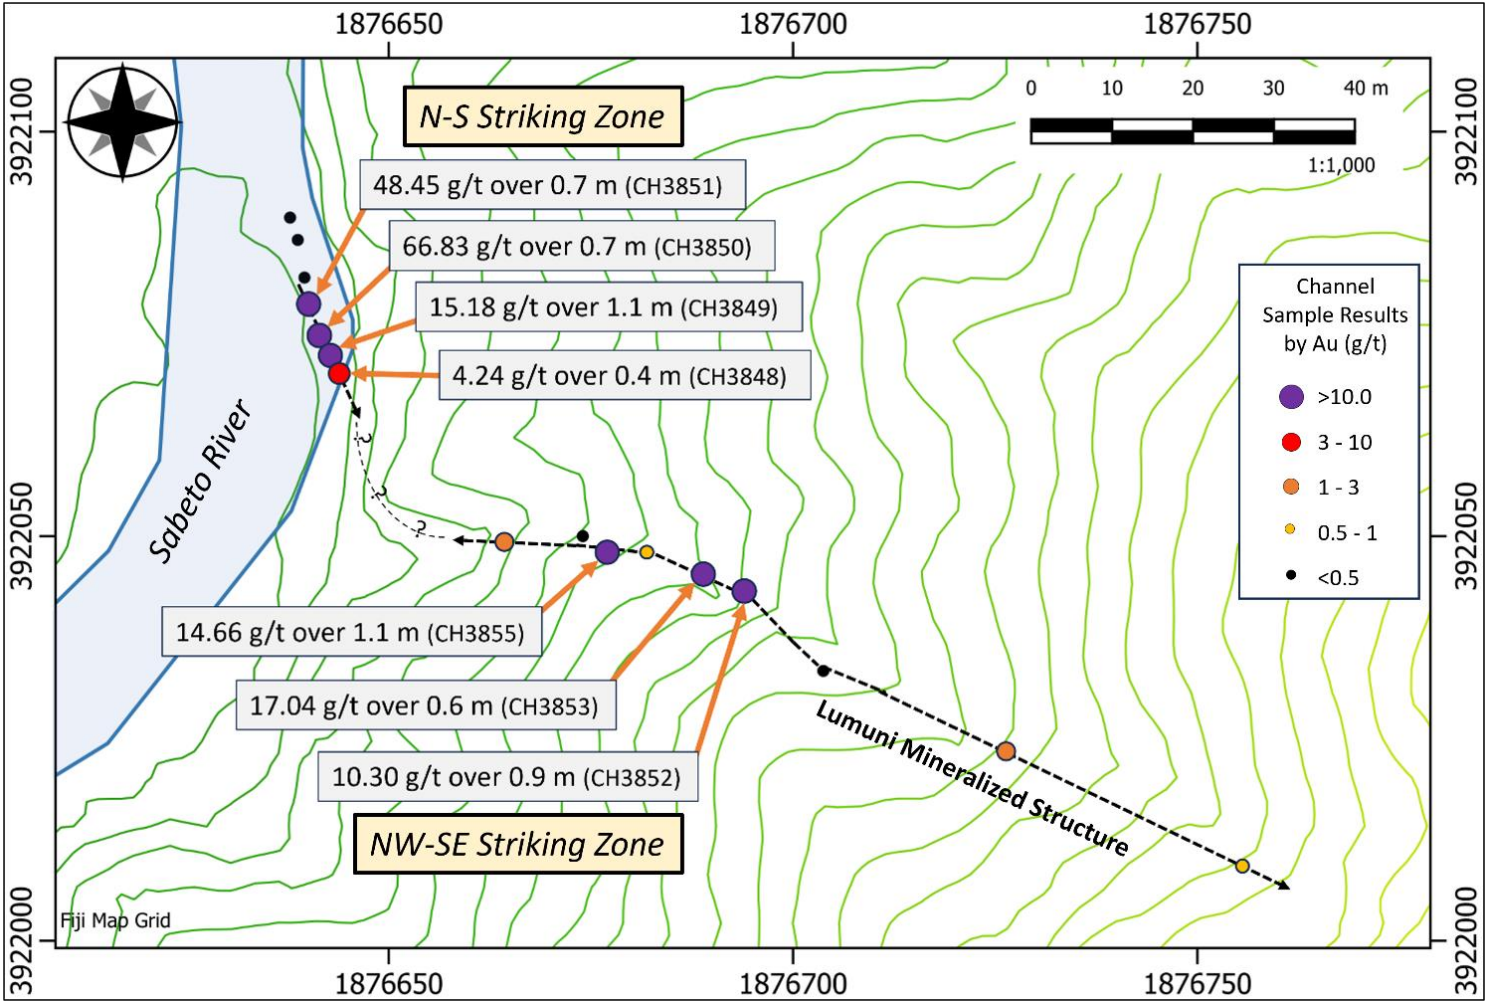 1876650
1876700
1876750
3922100
3922100
0 10 20 30 40 m
1:1,000
N-S Striking Zone
48.45 g/t over 0.7 m (CH3851)
66.83 g/t over 0.7 m (CH3850)
15.18 g/t over 1.1 m (CH3849)
4.24 g/t over 0.4 m (CH3848)
Channel
Sample Results
by Au (g/t)
>10.0
3 - 10
1 - 3
0.5 - 1
<0.5
Sabeto River
?
?
?
3922050
3922050
14.66 g/t over 1.1 m (CH3855)
17.04 g/t over 0.6 m (CH3853)
10.30 g/t over 0.9 m (CH3852)
Lumuni Mineralized Structure
NW-SE Striking Zone
Fiji Map Grid
3922000
3922000
1876650
1876700
1876750